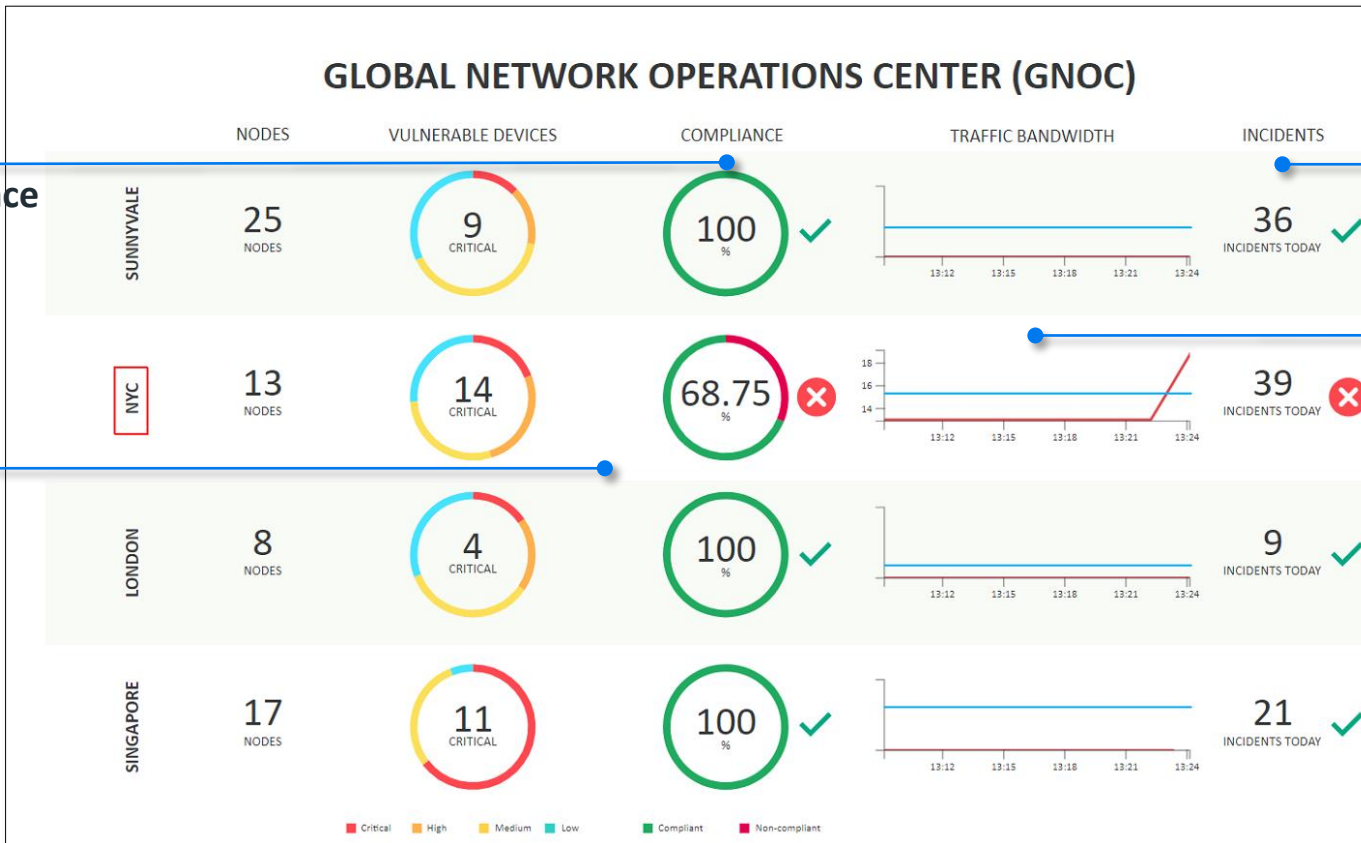 GLOBAL NETWORK OPERATIONS CENTER (GNOC)
NODES VULNERABLE DEVICES COMPLIANCE TRAFFIC BANDWIDTH INCIDENTS
SUNNYVALE
25
NODES
9
CRITICAL
100
%
13:12 13:15 13:18 13:21 13:24
36
INCIDENTS TODAY
NYC
13
NODES
14
CRITICAL
68.75
%
18
16
14
13:12 13:15 13:18 13:21 13:24
39
INCIDENTS TODAY
LONDON
8
NODES
4
CRITICAL
100
%
13:12 13:15 13:18 13:21 13:24
9
INCIDENTS TODAY
SINGAPORE
17
NODES
11
CRITICAL
100
%
13:12 13:15 13:18 13:21 13:24
21
INCIDENTS TODAY
Critical High Medium Low Compliant Non-compliant